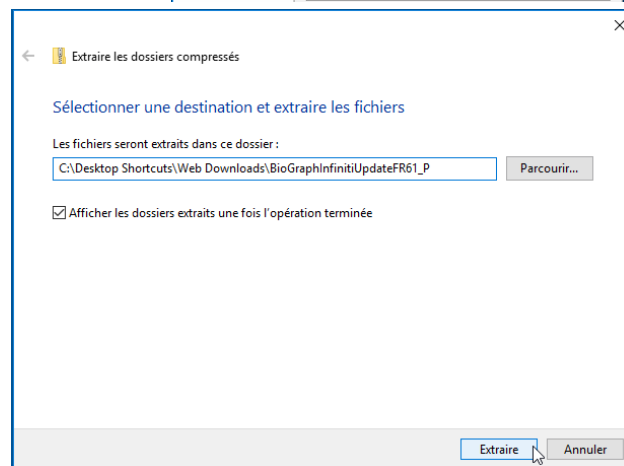 Extraire les dossiers compressés
Sélectionner une destination et extraire les fichiers
Les fichiers seront extraits dans ce dossier :
C:\Desktop Shortcuts\Web Downloads\BioGraphInfinitiUpdateFR61_P
Parcourir...
Afficher les dossiers extraits une fois l'opération terminée
Extraire
Annuler